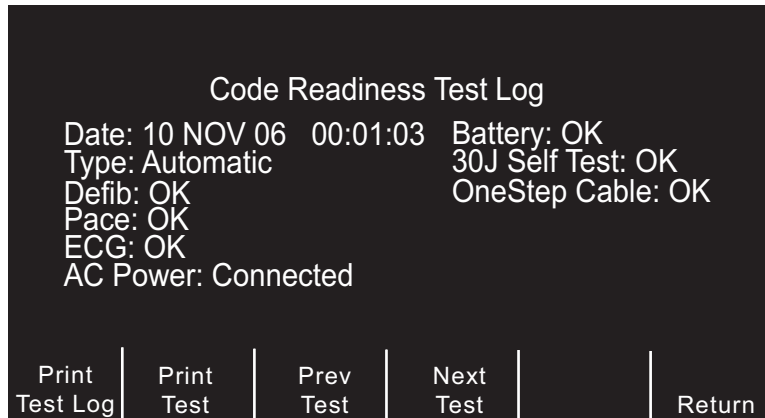 Code Readiness Test Log
Date: 10 NOV 06 00:01:03
Type: Automatic
Defib: OK
Pace: OK
ECG: OK
AC Power: Connected
Battery: OK
30J Self Test: OK
OneStep Cable: OK
Print
Test Log
Print
Test
Prev
Test
Next
Test
Return